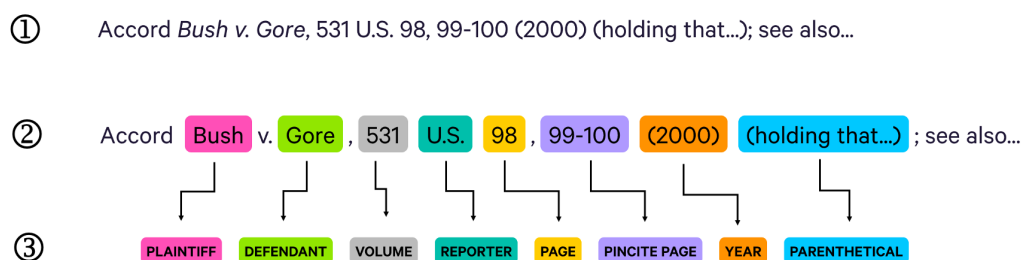 ① Accord Bush v. Gore, 531 U.S. 98, 99-100 (2000) (holding that...); see also...
② Accord Bush v. Gore , 531 U.S. 98 , 99-100 (2000) (holding that...) ; see also...
③ PLAINTIFF DEFENDANT VOLUME REPORTER PAGE PINCITE PAGE YEAR PARENTHETICAL